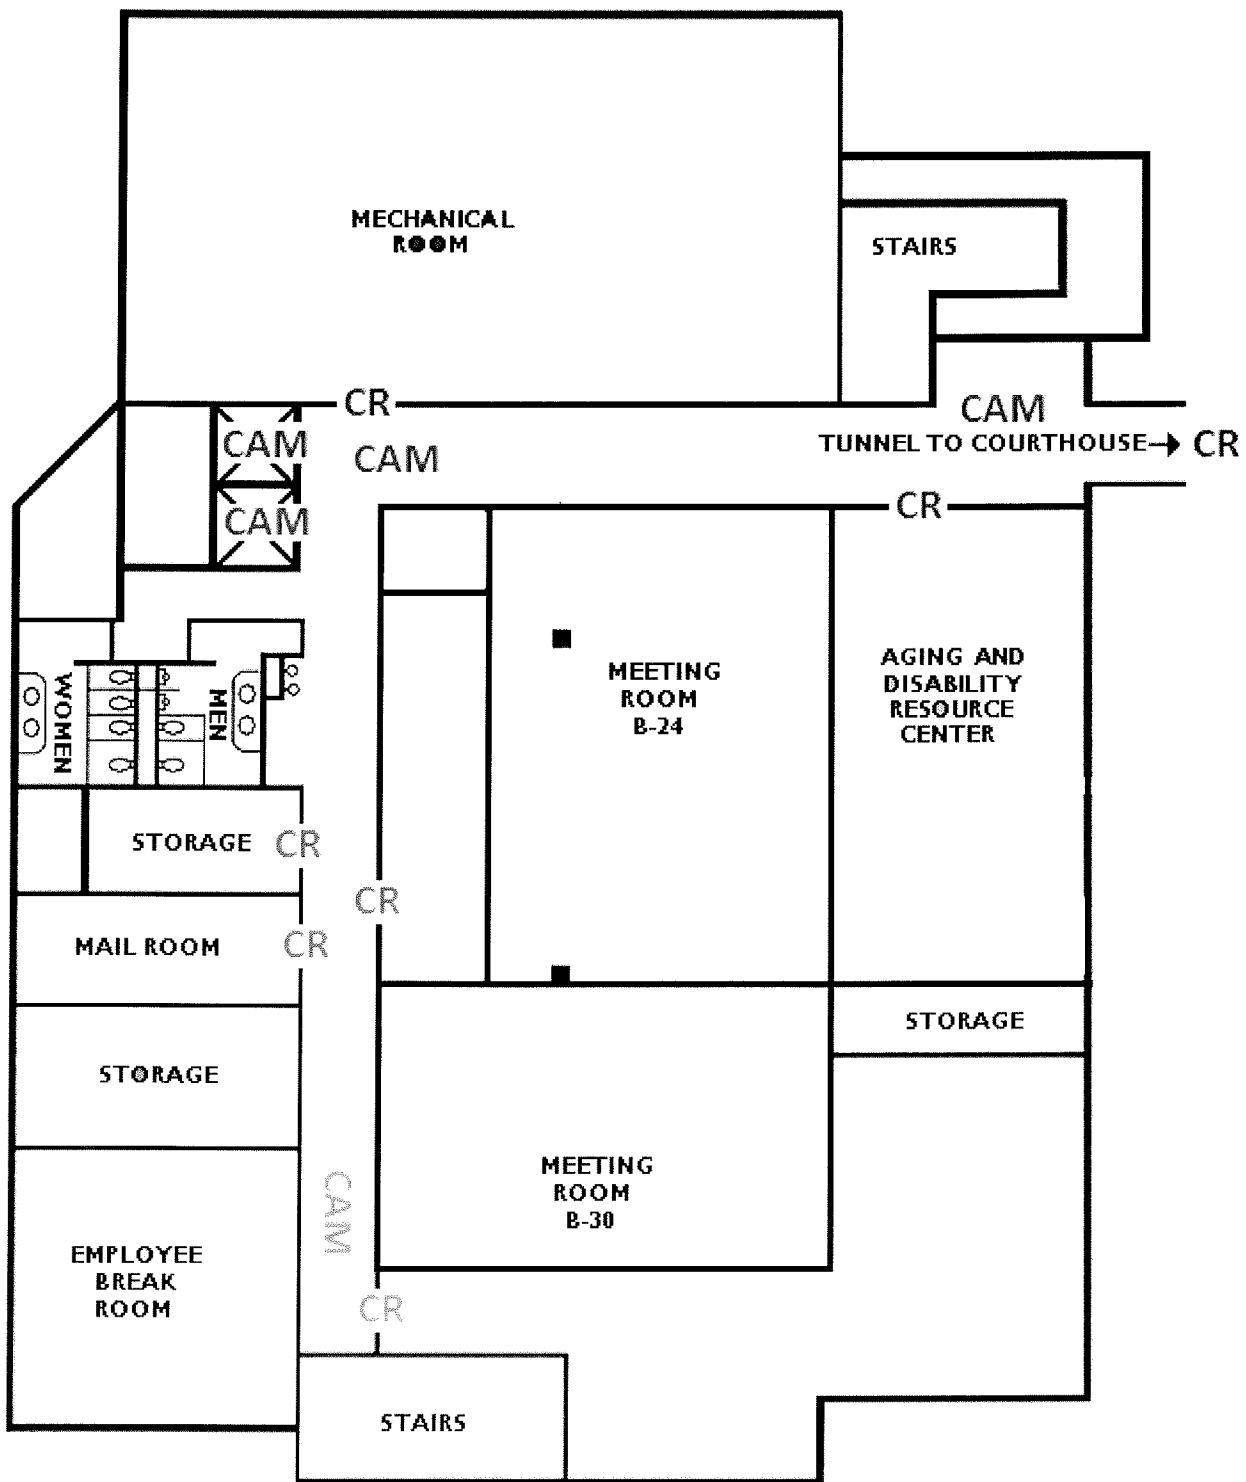 MECHANICAL
ROOM
STAIRS
CR
CAM
CAM
CAM
TUNNEL TO COURTHOUSE→ CR
CAM
CR
MEETING
ROOM
B-24
AGING AND
DISABILITY
RESOURCE
CENTER
WOMEN
MEN
STORAGE CR
CR
MAIL ROOM CR
STORAGE
STORAGE
MEETING
ROOM
B-30
CAM
EMPLOYEE
BREAK
ROOM
CR
STAIRS